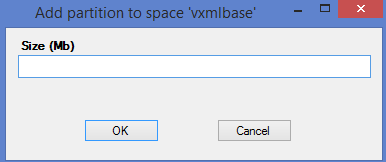 Add partition to space 'vxmlbase'
Size (Mb)
OK
Cancel